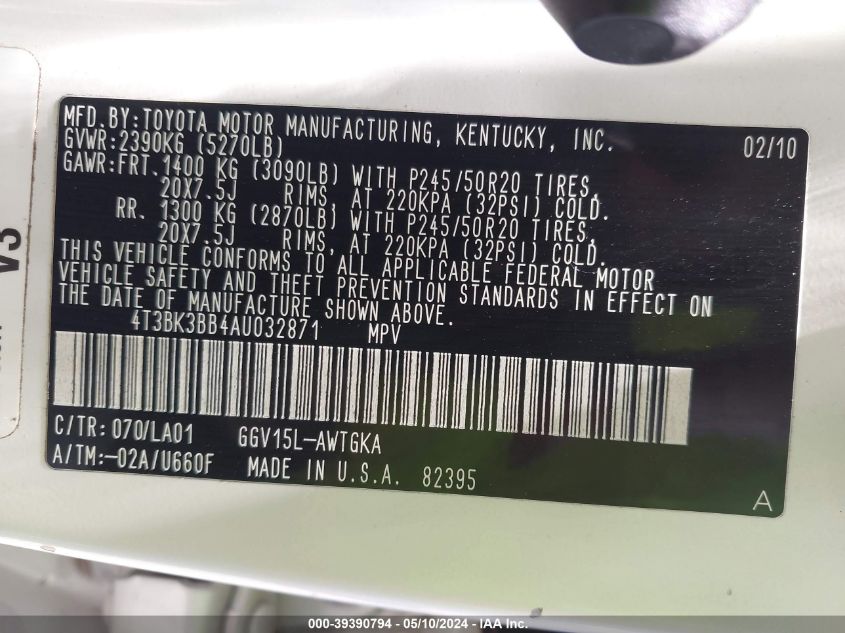 MFD.BY:TOYOTA MOTOR MANUFACTURING, KENTUCKY, INC. 02/10
GVWR:2390KG (5270LB)
GAWR:FRT.1400 KG (3090LB) WITH P245/50R20 TIRES,
20X7.5J RIMS, AT 220KPA (32PSI) COLD.
RR. 1300 KG (2870LB) WITH P245/50R20 TIRES,
20X7.5J RIMS, AT 220KPA (32PSI) COLD.
THIS VEHICLE CONFORMS TO ALL APPLICABLE FEDERAL MOTOR
VEHICLE SAFETY AND THEFT PREVENTION STANDARDS IN EFFECT ON
THE DATE OF MANUFACTURE SHOWN ABOVE.
4T3BK3BB4AU032871 MPV
C/TR: 070/LA01 GGV15L-AWTGKA
A/TM:-02A/U660F MADE IN U.S.A. 82395
A
V3
000-39390794 - 05/10/2024 - IAA Inc.